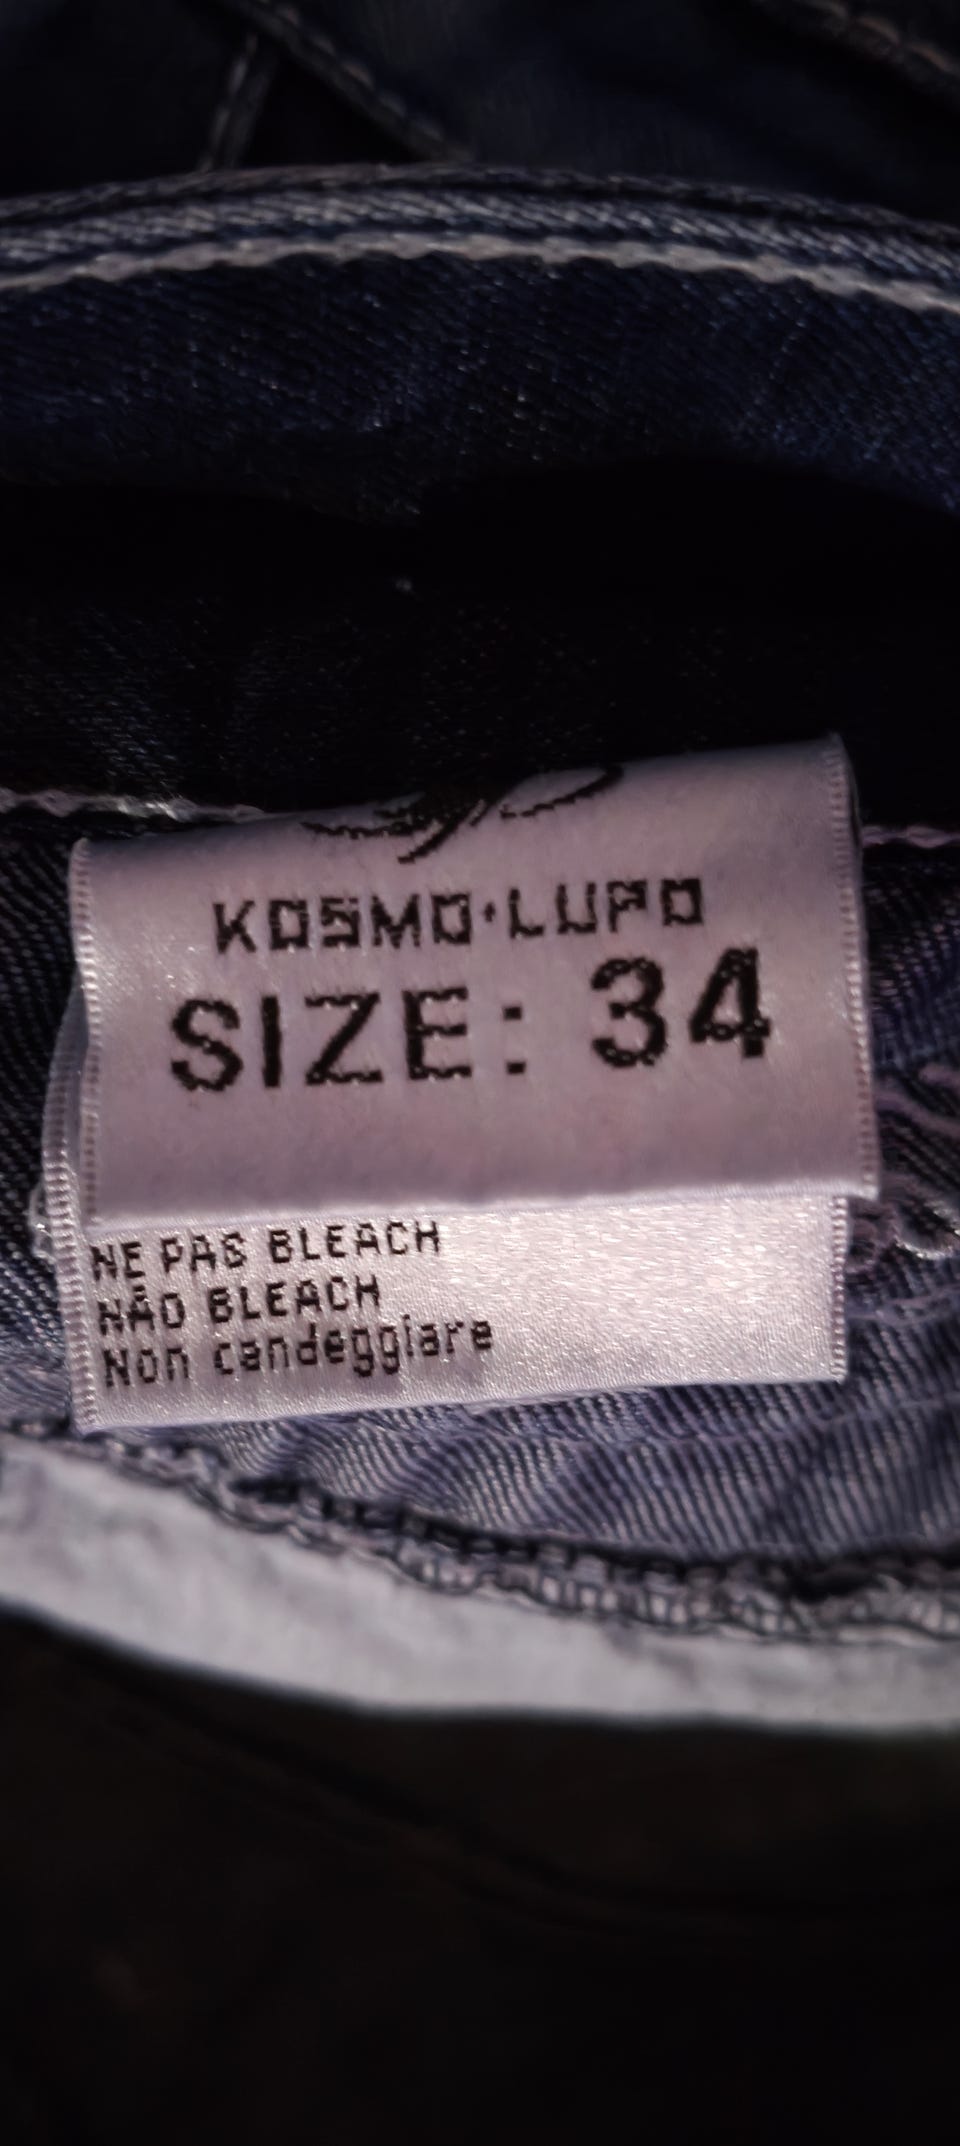 KOSMO·LUPO
SIZE: 34
NE PAS BLEACH
NÃO BLEACH
Non candeggiare